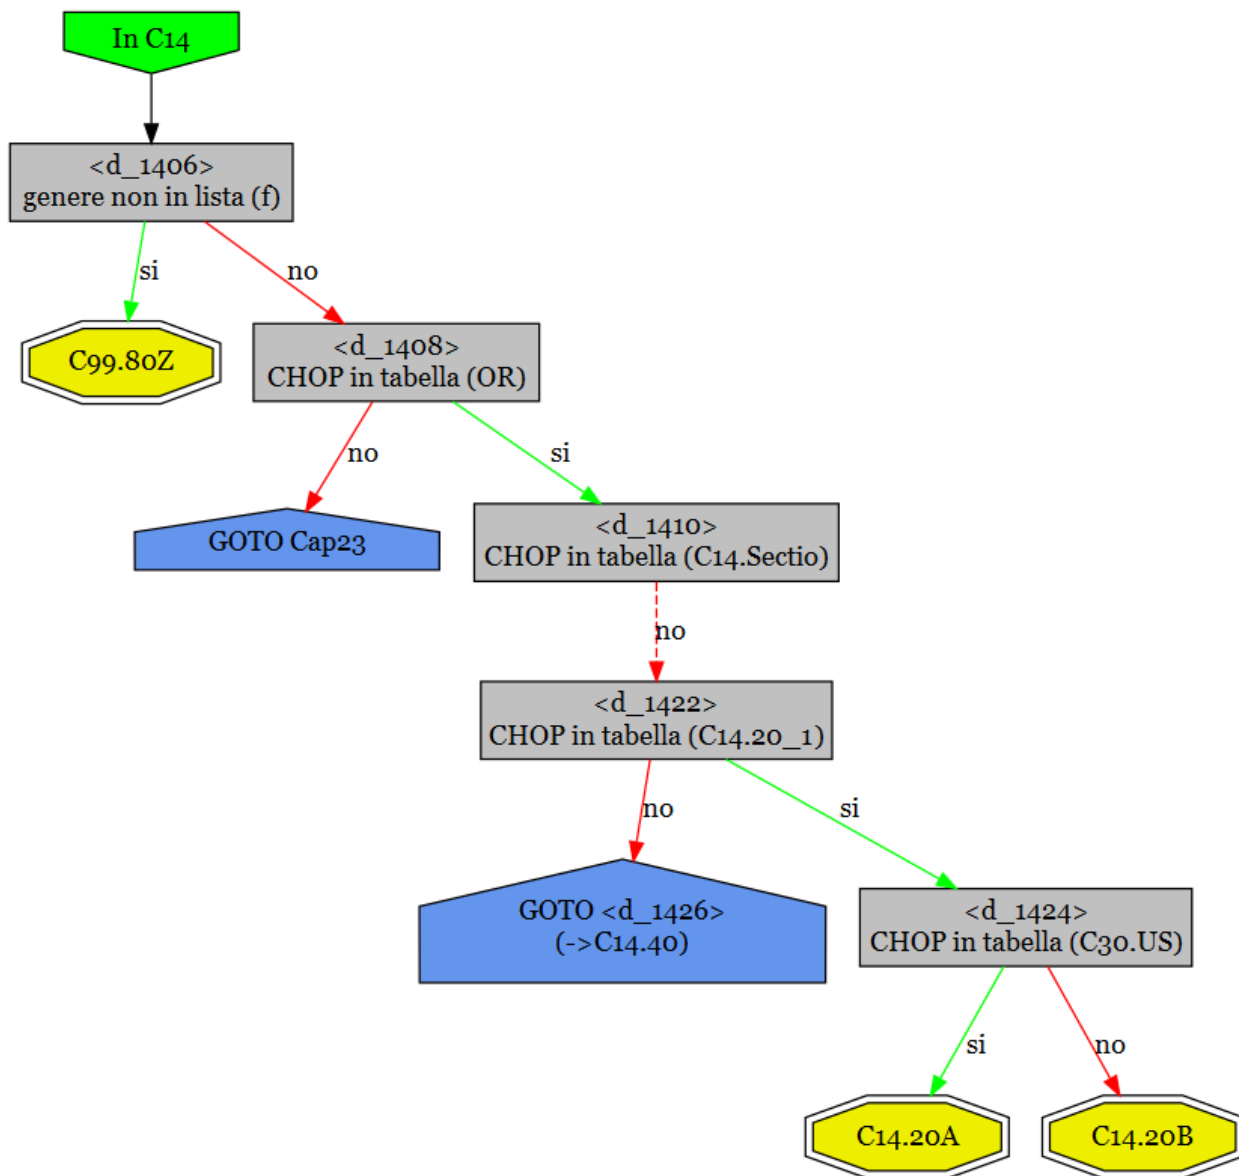 In C14
<d_1406>
genere non in lista (f)
si
no
C99.80Z
<d_1408>
CHOP in tabella (OR)
no
si
GOTO Cap23
<d_1410>
CHOP in tabella (C14.Sectio)
no
<d_1422>
CHOP in tabella (C14.20_1)
no
si
GOTO <d_1426>
(->C14.40)
<d_1424>
CHOP in tabella (C30.US)
si
no
C14.20A
C14.20B